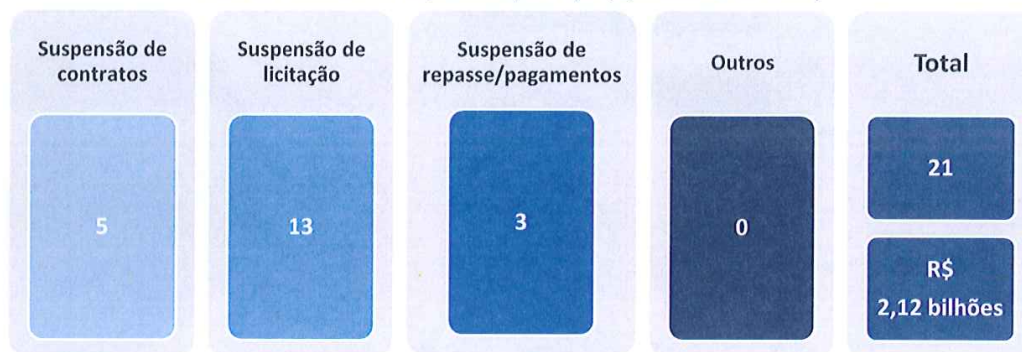 Suspensão de
contratos
5
Suspensão de
licitação
13
Suspensão de
repasse/pagamentos
3
Outros
0
Total
21
R$
2,12 bilhões